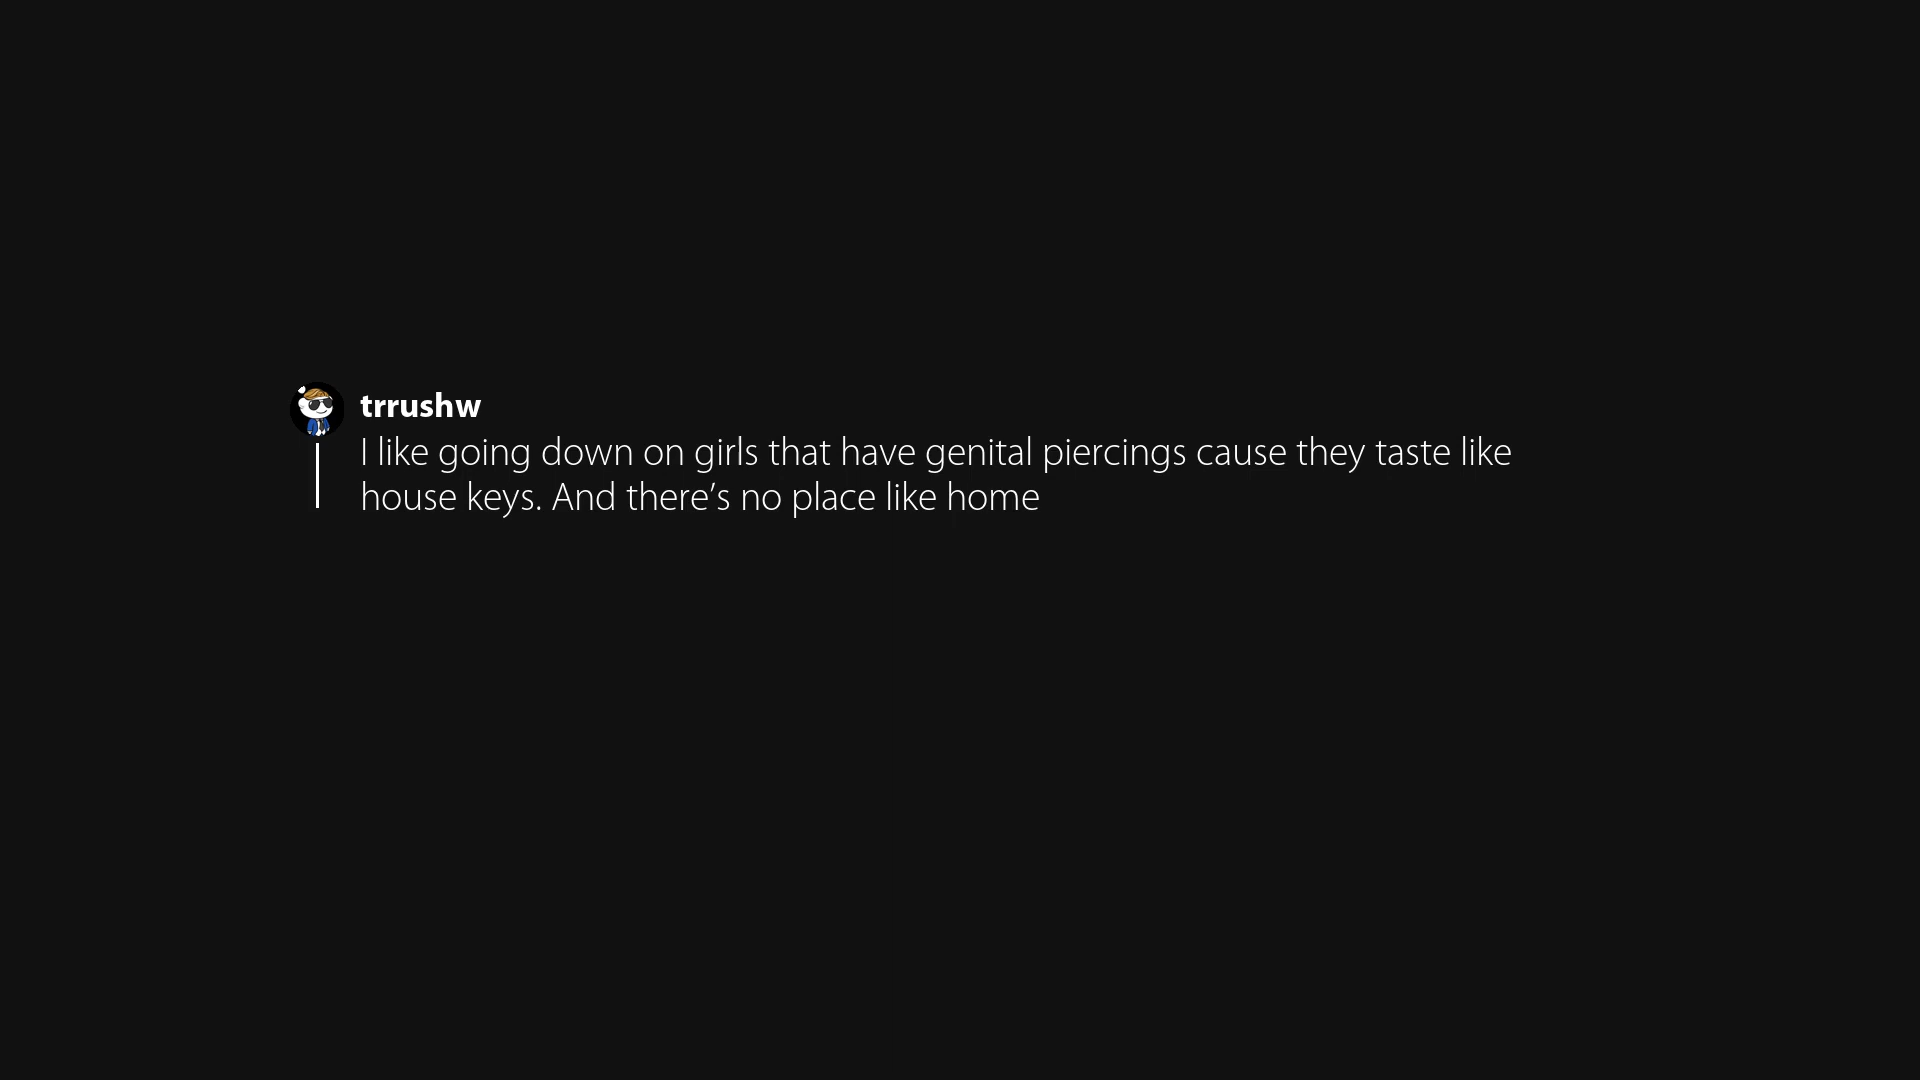 trrushw
I like going down on girls that have genital piercings cause they taste like
house keys. And there’s no place like home